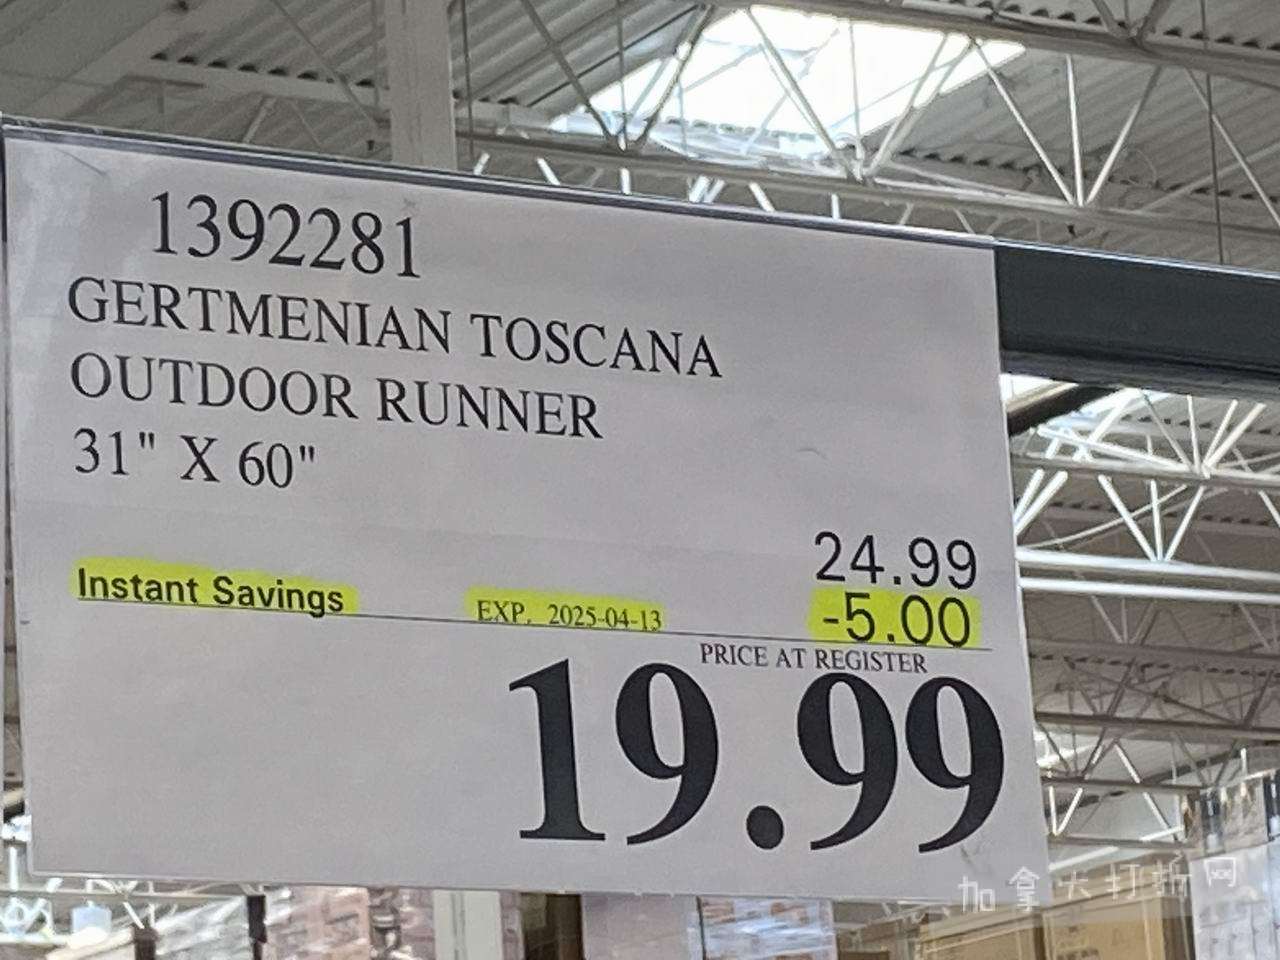 1392281
GERTMENIAN TOSCANA
OUTDOOR RUNNER
31" X 60"
24.99
Instant Savings EXP. 2025-04-13 -5.00
PRICE AT REGISTER
19.99
加拿大打折网